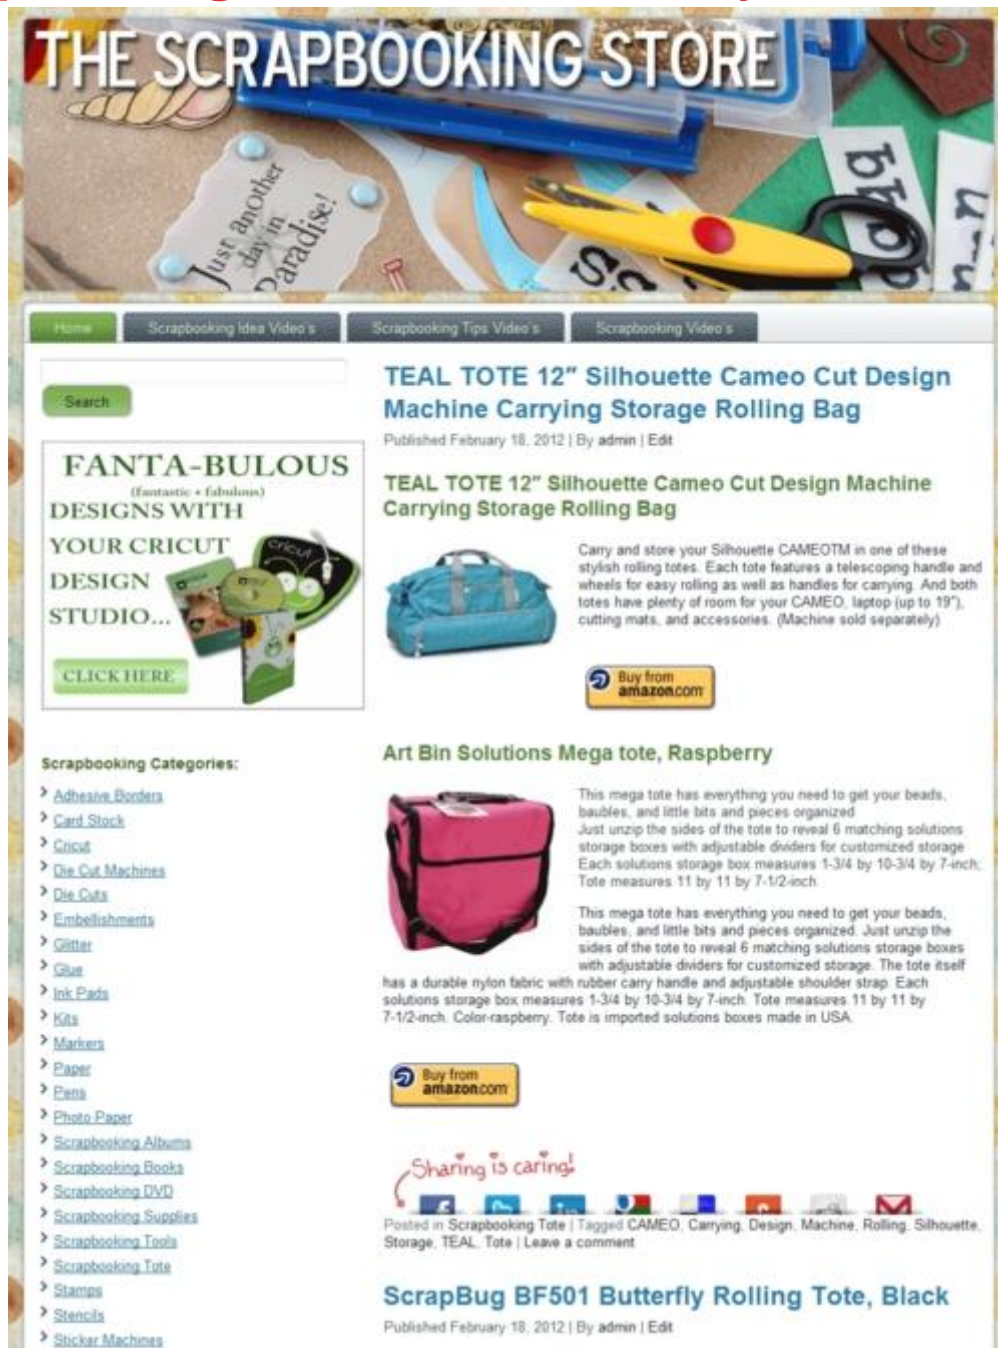 THE SCRAPBOOKING STORE
Just another
day in
Paradise!
Home
Scrapbooking Idea Video's
Scrapbooking Tips Video's
Scrapbooking Video's
Search
FANTA-BULOUS
(fantastic + fabulous)
DESIGNS WITH
YOUR CRICUT
DESIGN
STUDIO...
cricut
CLICK HERE
Scrapbooking Categories:
Adhesive Borders
Card Stock
Cricut
Die Cut Machines
Die Cuts
Embellishments
Glitter
Glue
Ink Pads
Kits
Markers
Paper
Pens
Photo Paper
Scrapbooking Albums
Scrapbooking Books
Scrapbooking DVD
Scrapbooking Supplies
Scrapbooking Tools
Scrapbooking Tote
Stamps
Stencils
Sticker Machines
TEAL TOTE 12" Silhouette Cameo Cut Design
Machine Carrying Storage Rolling Bag
Published February 18, 2012 | By admin | Edit
TEAL TOTE 12" Silhouette Cameo Cut Design Machine
Carrying Storage Rolling Bag
Carry and store your Silhouette CAMEOTM in one of these
stylish rolling totes. Each tote features a telescoping handle and
wheels for easy rolling as well as handles for carrying. And both
totes have plenty of room for your CAMEO, laptop (up to 19"),
cutting mats, and accessories. (Machine sold separately)
Buy from
amazon.com
Art Bin Solutions Mega tote, Raspberry
This mega tote has everything you need to get your beads,
baubles, and little bits and pieces organized
Just unzip the sides of the tote to reveal 6 matching solutions
storage boxes with adjustable dividers for customized storage
Each solutions storage box measures 1-3/4 by 10-3/4 by 7-inch;
Tote measures 11 by 11 by 7-1/2-inch
This mega tote has everything you need to get your beads,
baubles, and little bits and pieces organized. Just unzip the
sides of the tote to reveal 6 matching solutions storage boxes
with adjustable dividers for customized storage. The tote itself
has a durable nylon fabric with rubber carry handle and adjustable shoulder strap. Each
solutions storage box measures 1-3/4 by 10-3/4 by 7-inch. Tote measures 11 by 11 by
7-1/2-inch. Color-raspberry. Tote is imported solutions boxes made in USA.
Buy from
amazon.com
Sharing is caring!
Posted in Scrapbooking Tote | Tagged CAMEO, Carrying, Design, Machine, Rolling, Silhouette,
Storage, TEAL, Tote | Leave a comment
ScrapBug BF501 Butterfly Rolling Tote, Black
Published February 18, 2012 | By admin | Edit